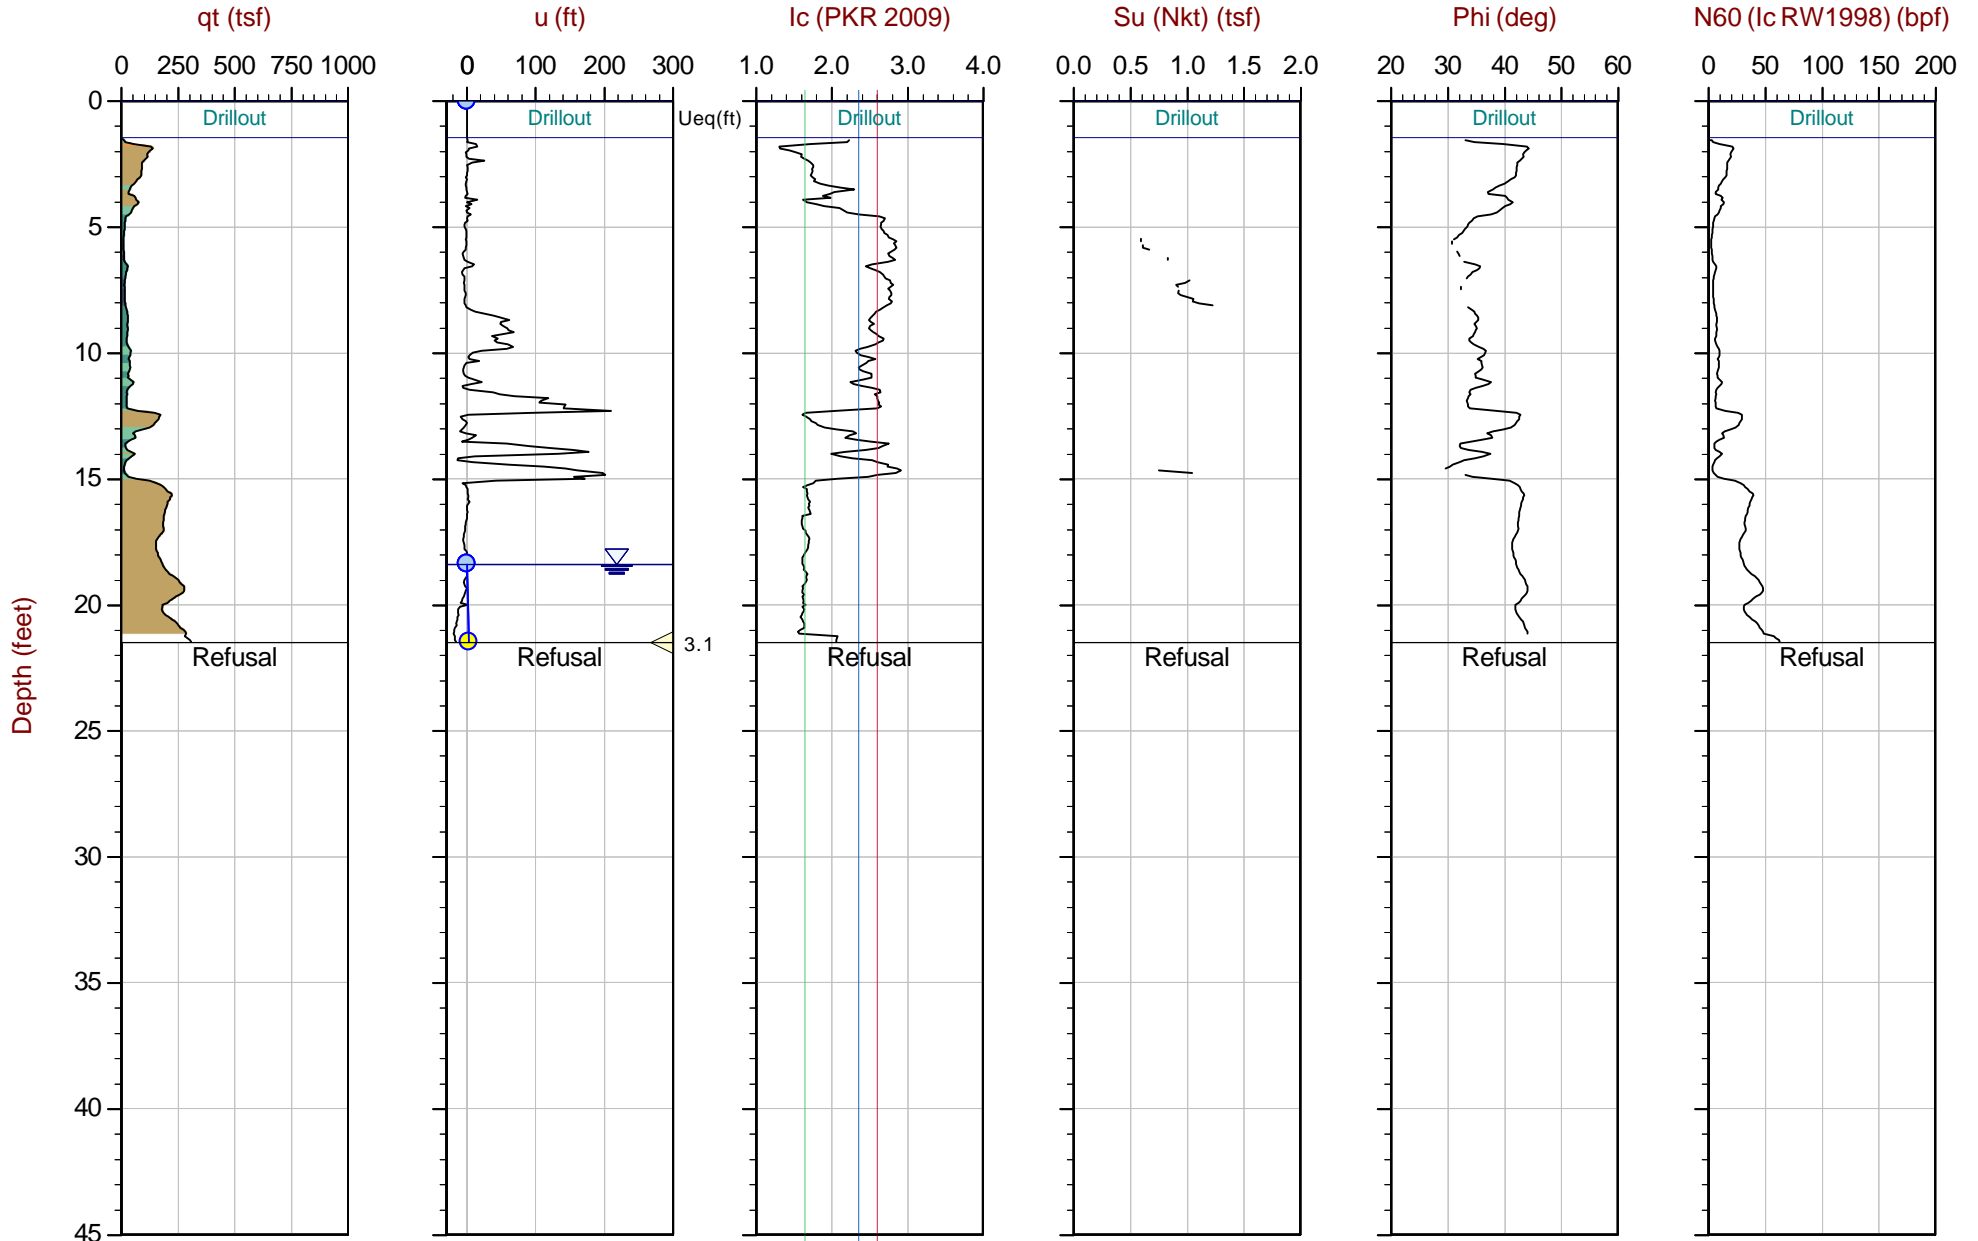 qt (tsf) u (ft) Ic (PKR 2009) Su (Nkt) (tsf) Phi (deg) N60 (Ic RW1998) (bpf)
0 250 500 750 1000 0 100 200 300 1.0 2.0 3.0 4.0 0.0 0.5 1.0 1.5 2.0 20 30 40 50 60 0 50 100 150 200
0
Drillout Drillout Ueq(ft) Drillout Drillout Drillout Drillout
5
10
15
20
3.1
Refusal Refusal Refusal Refusal Refusal Refusal
Depth (feet)
25
30
35
40
45